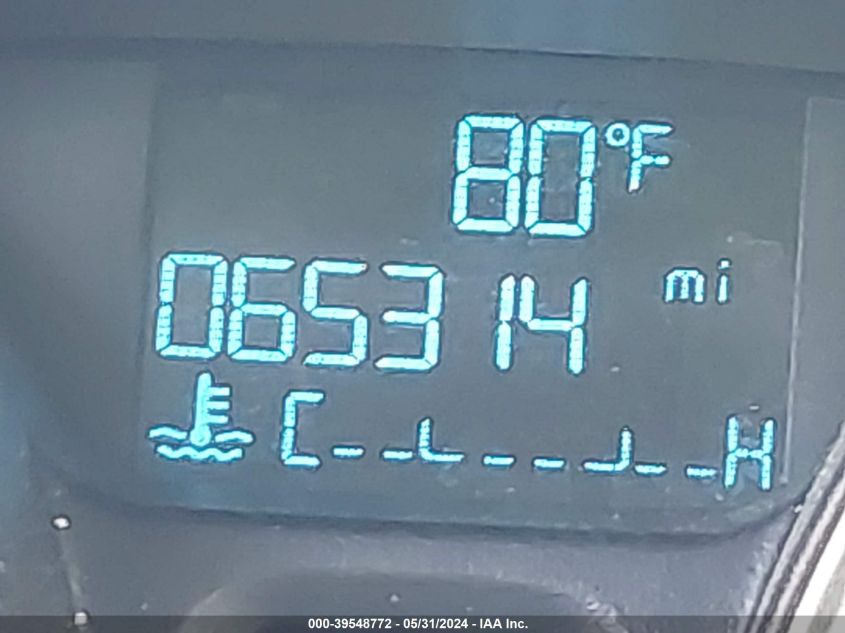 80°F
065314 mi
C H
000-39548772 - 05/31/2024 - IAA Inc.